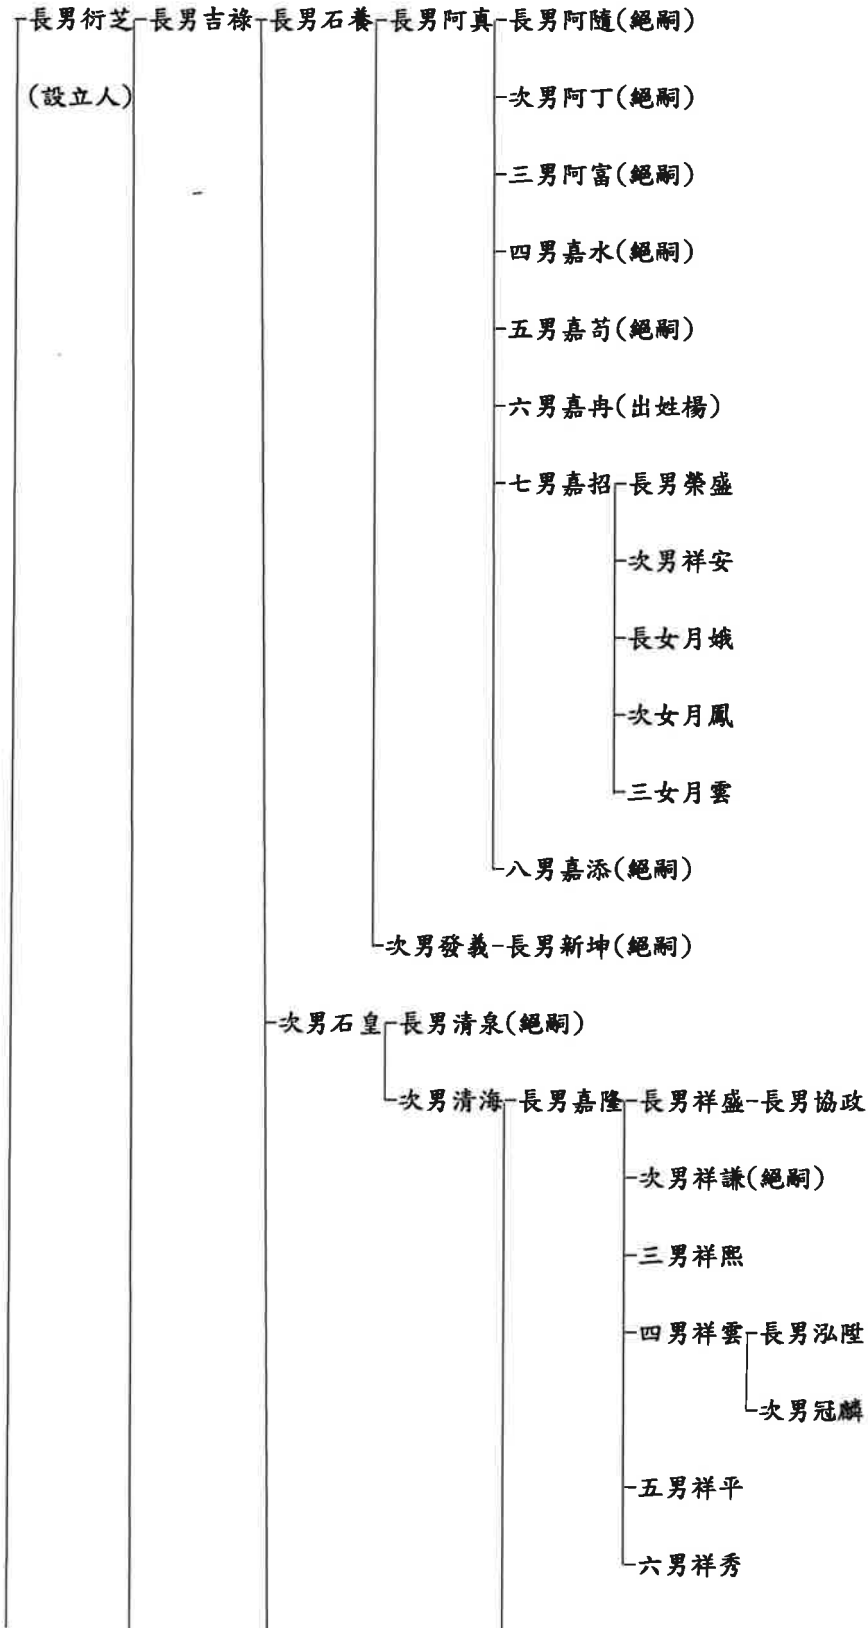 長男衍芝 長男吉祿 長男石養 長男阿真 長男阿隨(絕嗣)
(設立人) 次男阿丁(絕嗣)
三男阿富(絕嗣)
四男嘉水(絕嗣)
五男嘉苟(絕嗣)
六男嘉冉(出姓楊)
七男嘉招 長男榮盛
次男祥安
長女月娥
次女月鳳
三女月雲
八男嘉添(絕嗣)
次男發義 長男新坤(絕嗣)
次男石皇 長男清泉(絕嗣)
次男清海 長男嘉隆 長男祥盛 長男協政
次男祥謙(絕嗣)
三男祥熙
四男祥雲 長男泓陞
次男冠麟
五男祥平
六男祥秀